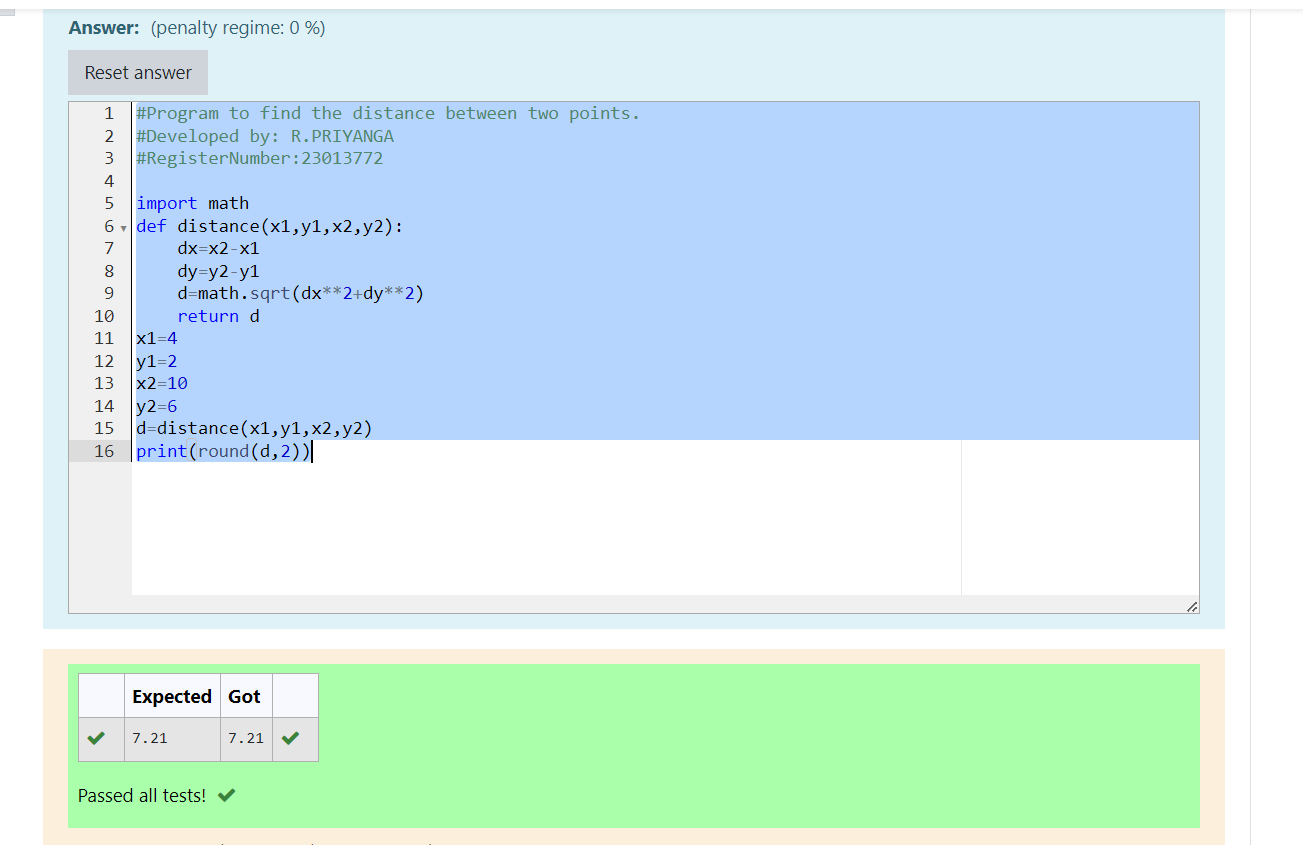 Answer: (penalty regime: 0 %)
Reset answer
1 #Program to find the distance between two points.
2 #Developed by: R.PRIYANGA
3 #RegisterNumber:23013772
4
5 import math
6 def distance(x1,y1,x2,y2):
7     dx=x2-x1
8     dy=y2-y1
9     d=math.sqrt(dx**2+dy**2)
10     return d
11 x1=4
12 y1=2
13 x2=10
14 y2=6
15 d=distance(x1,y1,x2,y2)
16 print(round(d,2))
Expected Got
7.21 7.21
Passed all tests!